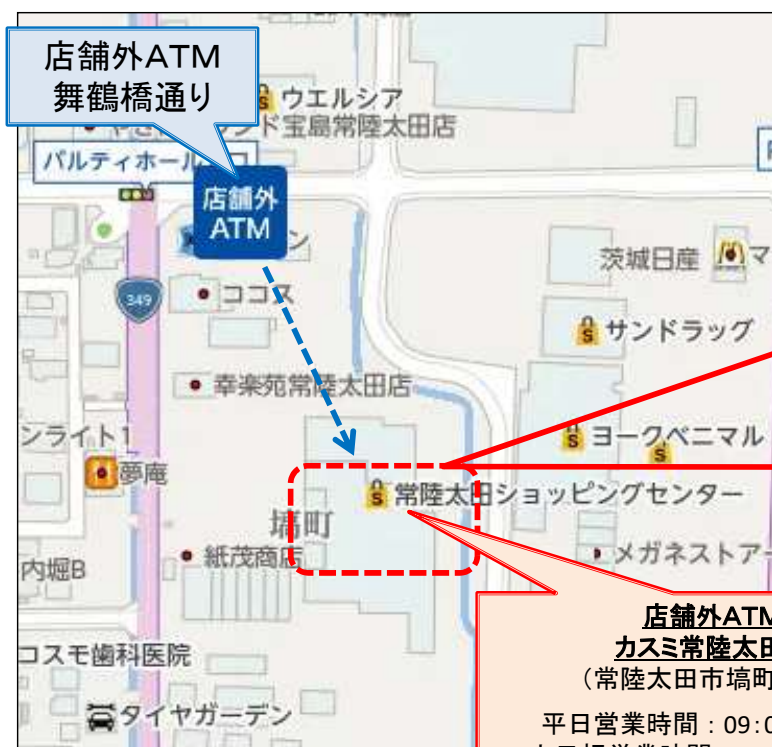 店舗外ATM
舞鶴橋通り
ウエルシア
ンド宝島常陸太田店
パルティホール
店舗外
ATM
ン
茨城日産
マ
349
ココス
サンドラッグ
幸楽苑常陸太田店
ンライト1
ヨークベニマル
夢庵
常陸太田ショッピングセンター
塙町
紙茂商店
メガネストアー
内堀B
店舗外ATM
カスミ常陸太田
コスモ歯科医院
（常陸太田市塙町
タイヤガーデン
平日営業時間：09:0